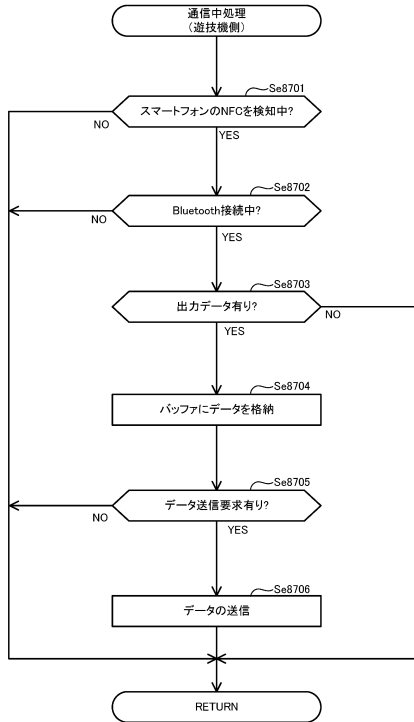 通信中処理
(遊技機側)
Se8701
スマートフォンのNFCを検知中?
NO
YES
Se8702
Bluetooth接続中?
NO
YES
Se8703
出力データ有り?
NO
YES
Se8704
バッファにデータを格納
Se8705
データ送信要求有り?
NO
YES
Se8706
データの送信
RETURN